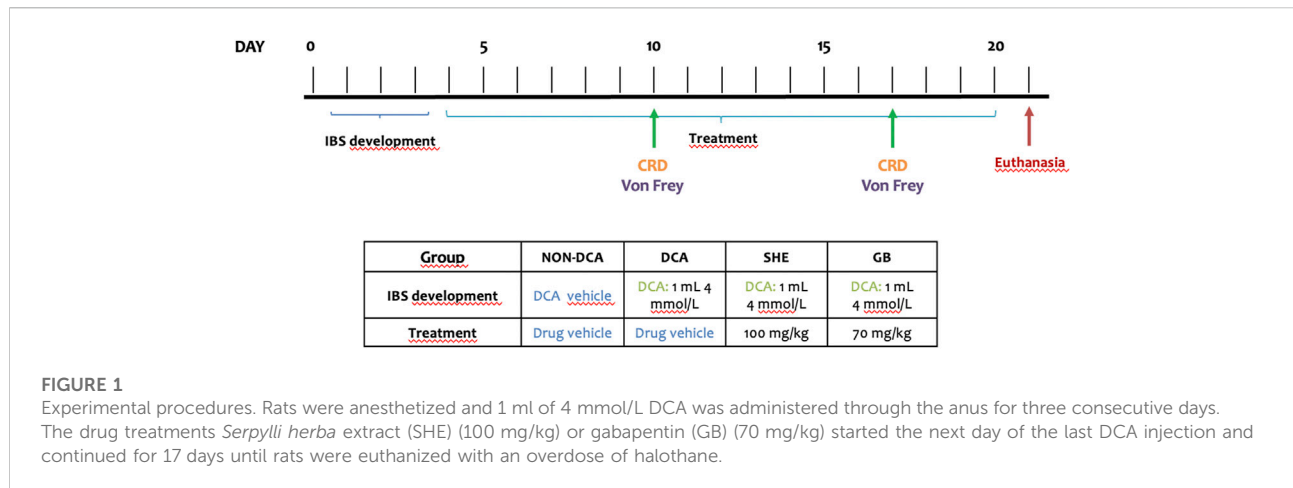 DAY 0 5 10 15 20
IBS development
Treatment
CRD
Von Frey
CRD
Von Frey
Euthanasia
Group NON-DCA DCA SHE GB
IBS development DCA vehicle DCA: 1 mL 4 mmol/L DCA: 1 mL 4 mmol/L DCA: 1 mL 4 mmol/L
Treatment Drug vehicle Drug vehicle 100 mg/kg 70 mg/kg
FIGURE 1
Experimental procedures. Rats were anesthetized and 1 ml of 4 mmol/L DCA was administered through the anus for three consecutive days.
The drug treatments Serpylli herba extract (SHE) (100 mg/kg) or gabapentin (GB) (70 mg/kg) started the next day of the last DCA injection and
continued for 17 days until rats were euthanized with an overdose of halothane.